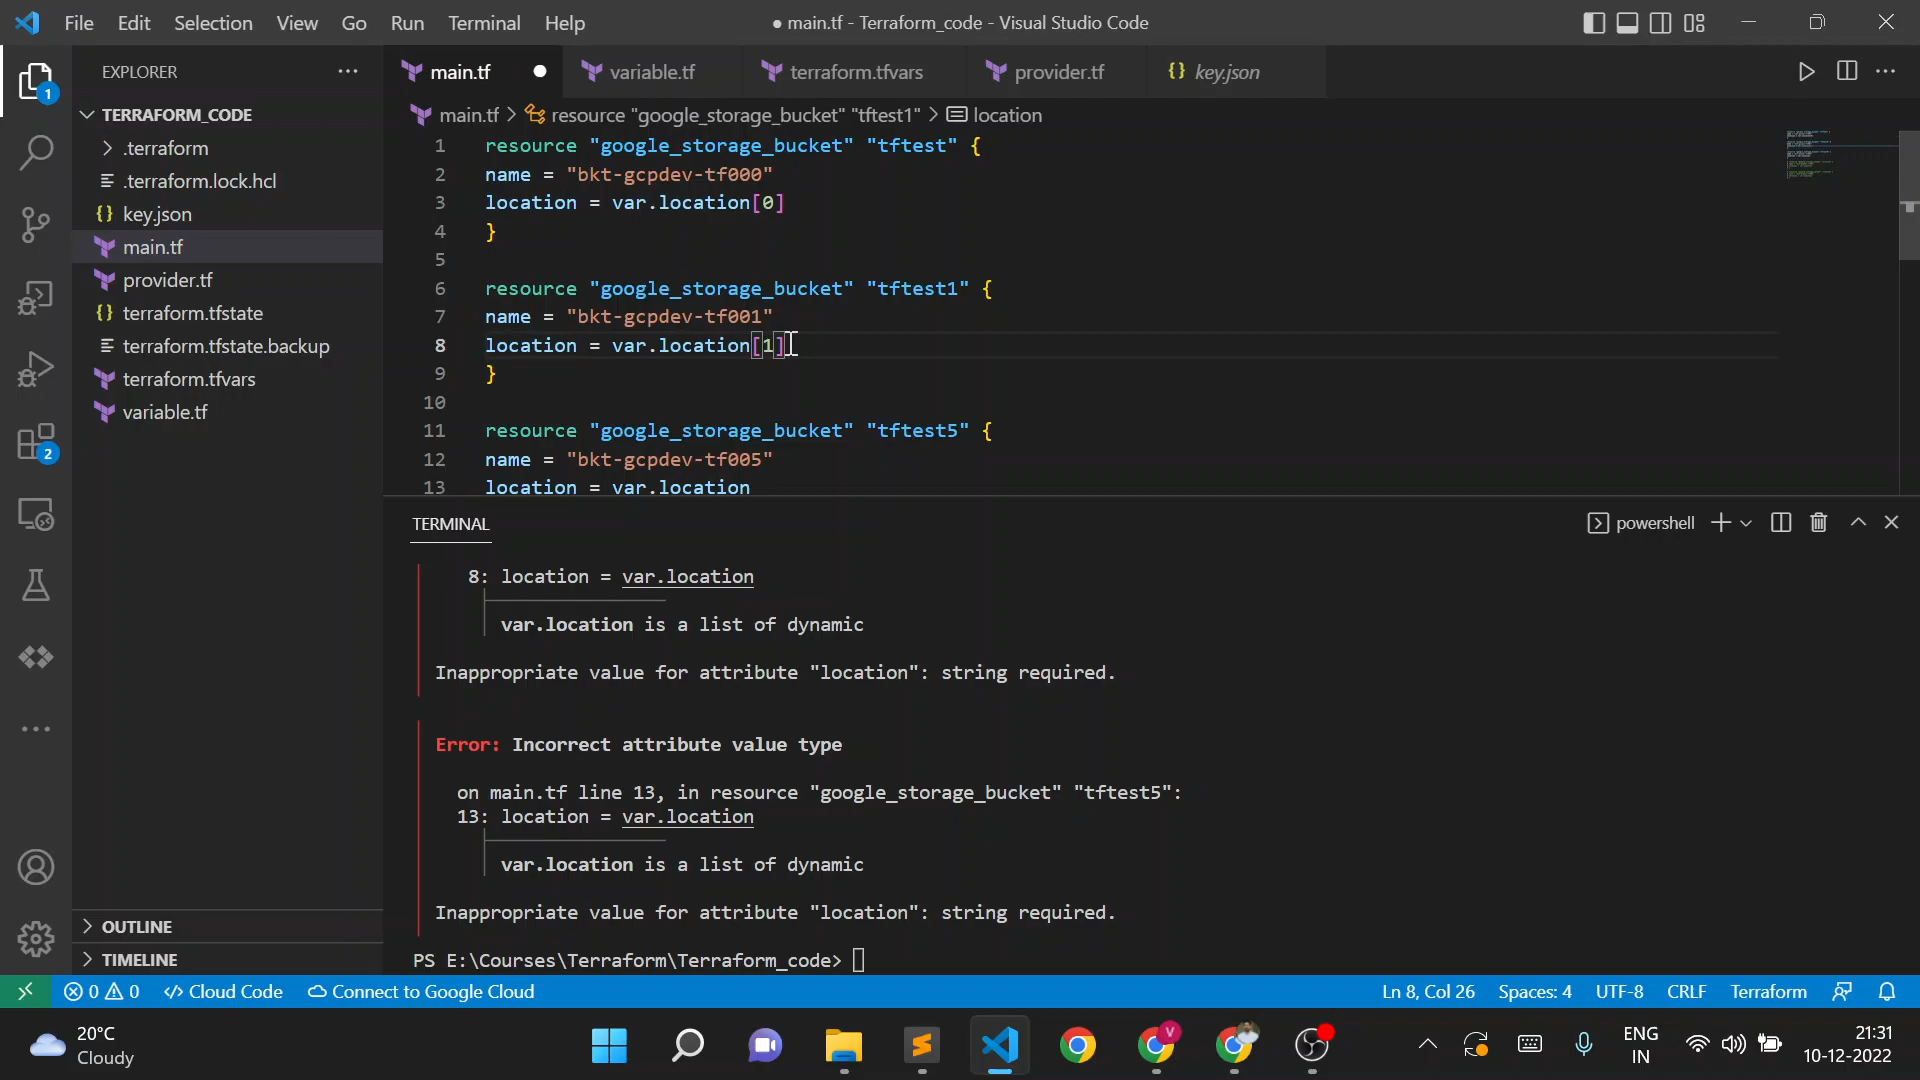 File Edit Selection View Go Run Terminal Help
● main.tf - Terraform_code - Visual Studio Code
EXPLORER ...
main.tf
variable.tf
terraform.tfvars
provider.tf
{} key.json
main.tf > resource "google_storage_bucket" "tftest1" > location
1
TERRAFORM_CODE
.terraform
.terraform.lock.hcl
{} key.json
main.tf
provider.tf
{} terraform.tfstate
terraform.tfstate.backup
terraform.tfvars
variable.tf
2
OUTLINE
TIMELINE
1 resource "google_storage_bucket" "tftest" {
2 name = "bkt-gcpdev-tf000"
3 location = var.location[0]
4 }
5
6 resource "google_storage_bucket" "tftest1" {
7 name = "bkt-gcpdev-tf001"
8 location = var.location[1]
9 }
10
11 resource "google_storage_bucket" "tftest5" {
12 name = "bkt-gcpdev-tf005"
13 location = var.location
TERMINAL
powershell
8: location = var.location
var.location is a list of dynamic
Inappropriate value for attribute "location": string required.
Error: Incorrect attribute value type
on main.tf line 13, in resource "google_storage_bucket" "tftest5":
13: location = var.location
var.location is a list of dynamic
Inappropriate value for attribute "location": string required.
PS E:\Courses\Terraform\Terraform_code>
0 0 Cloud Code Connect to Google Cloud
Ln 8, Col 26 Spaces: 4 UTF-8 CRLF Terraform
20°C
Cloudy
V
ENG
IN
21:31
10-12-2022